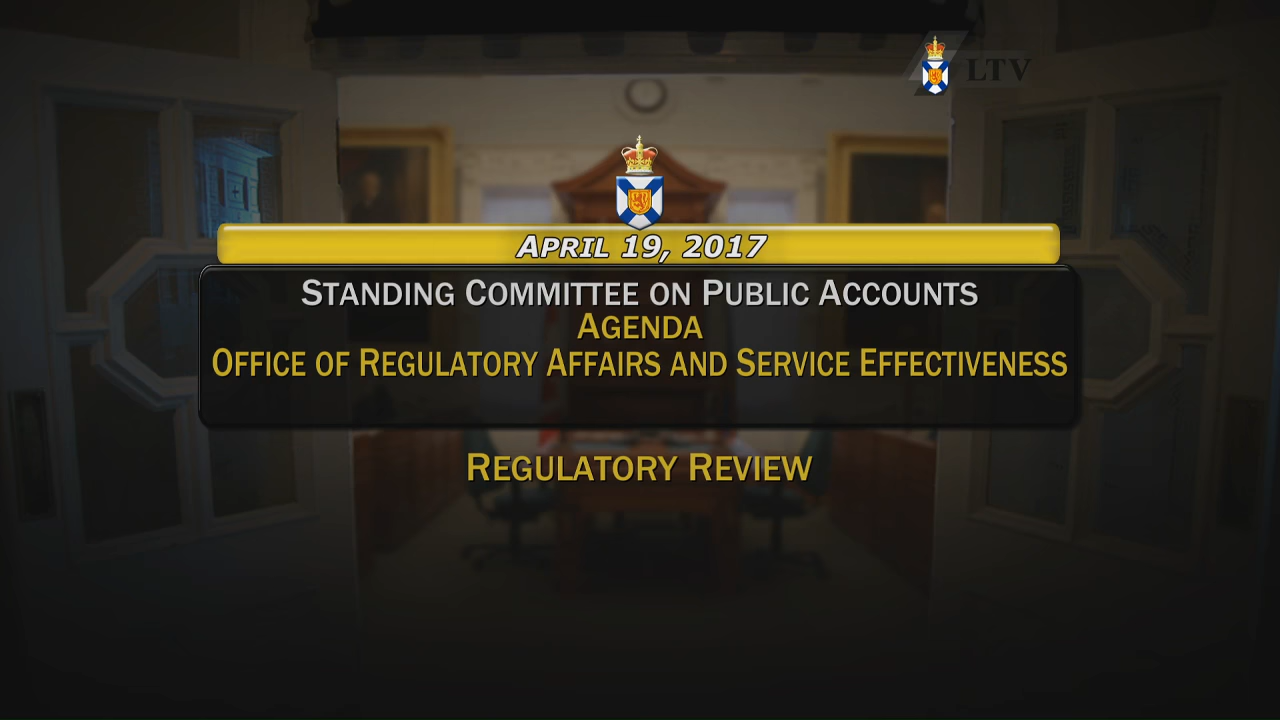 LTV
APRIL 19, 2017
STANDING COMMITTEE ON PUBLIC ACCOUNTS
AGENDA
OFFICE OF REGULATORY AFFAIRS AND SERVICE EFFECTIVENESS
REGULATORY REVIEW